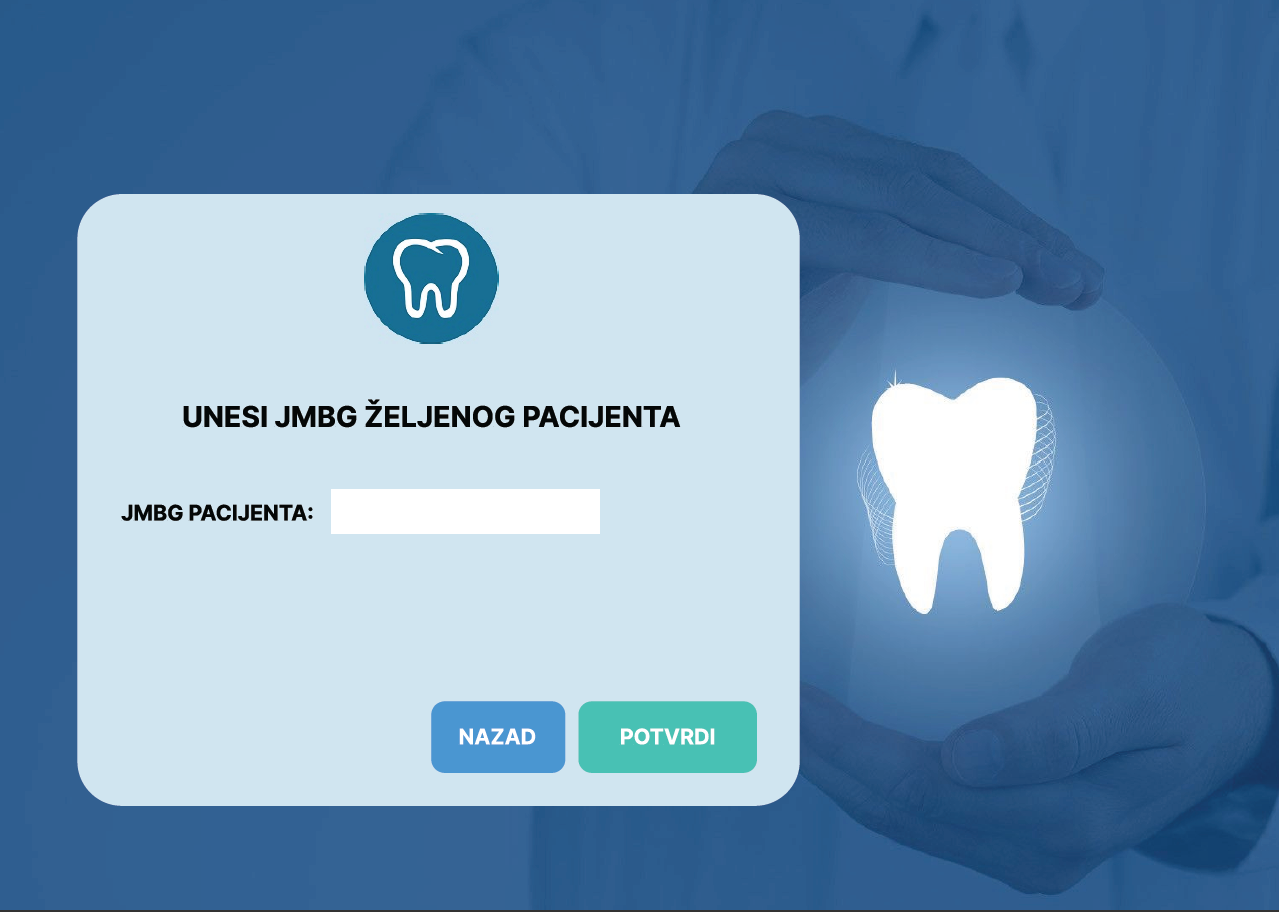 UNESI JMBG ŽELJENOG PACIJENTA
JMBG PACIJENTA:
NAZAD
POTVRDI